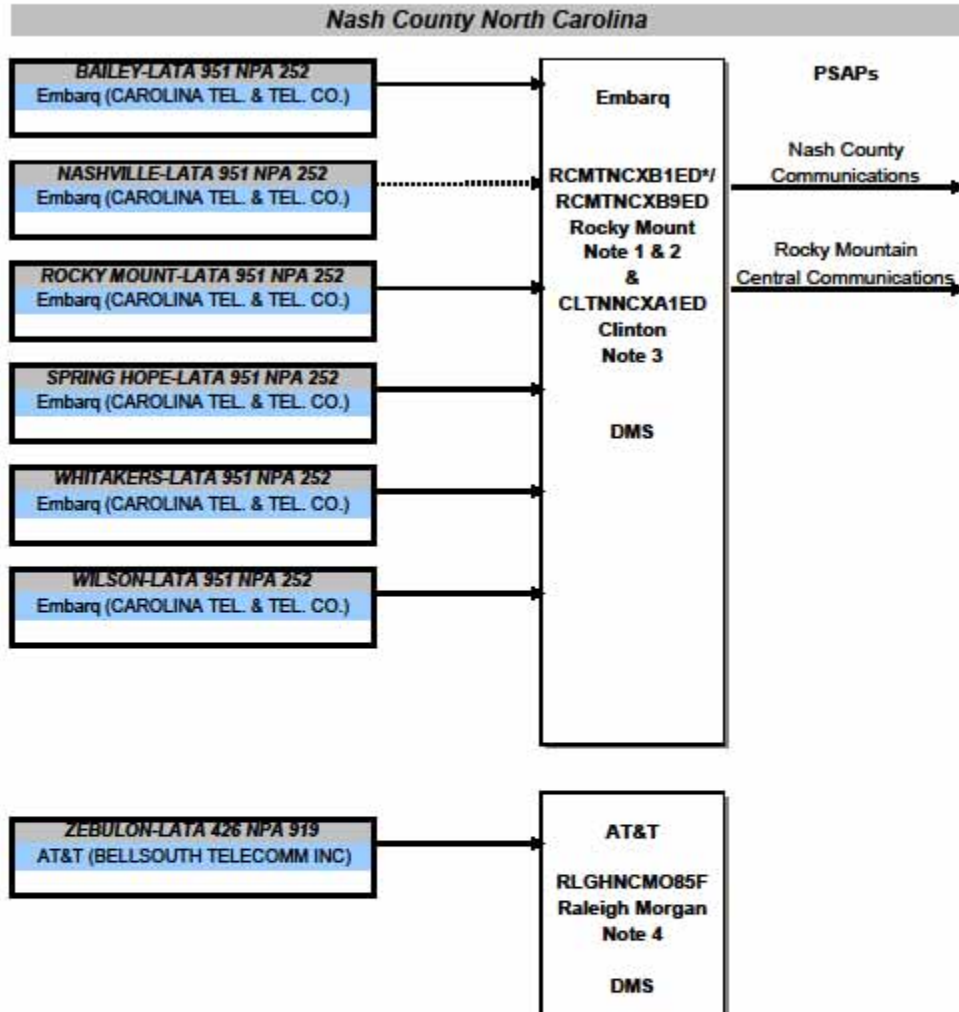 Nash County North Carolina
BAILEY-LATA 951 NPA 252
Embarq (CAROLINA TEL. & TEL. CO.)
NASHVILLE-LATA 951 NPA 252
Embarq (CAROLINA TEL. & TEL. CO.)
ROCKY MOUNT-LATA 951 NPA 252
Embarq (CAROLINA TEL. & TEL. CO.)
SPRING HOPE-LATA 951 NPA 252
Embarq (CAROLINA TEL. & TEL. CO.)
WHITAKERS-LATA 951 NPA 252
Embarq (CAROLINA TEL. & TEL. CO.)
WILSON-LATA 951 NPA 252
Embarq (CAROLINA TEL. & TEL. CO.)
Embarq
RCMTNCXB1ED*/
RCMTNCXB9ED
Rocky Mount
Note 1 & 2
&
CLTNNCXA1ED
Clinton
Note 3
DMS
PSAPs
Nash County
Communications
Rocky Mountain
Central Communications
ZEBULON-LATA 426 NPA 919
AT&T (BELLSOUTH TELECOMM INC)
AT&T
RLGHNCMO85F
Raleigh Morgan
Note 4
DMS